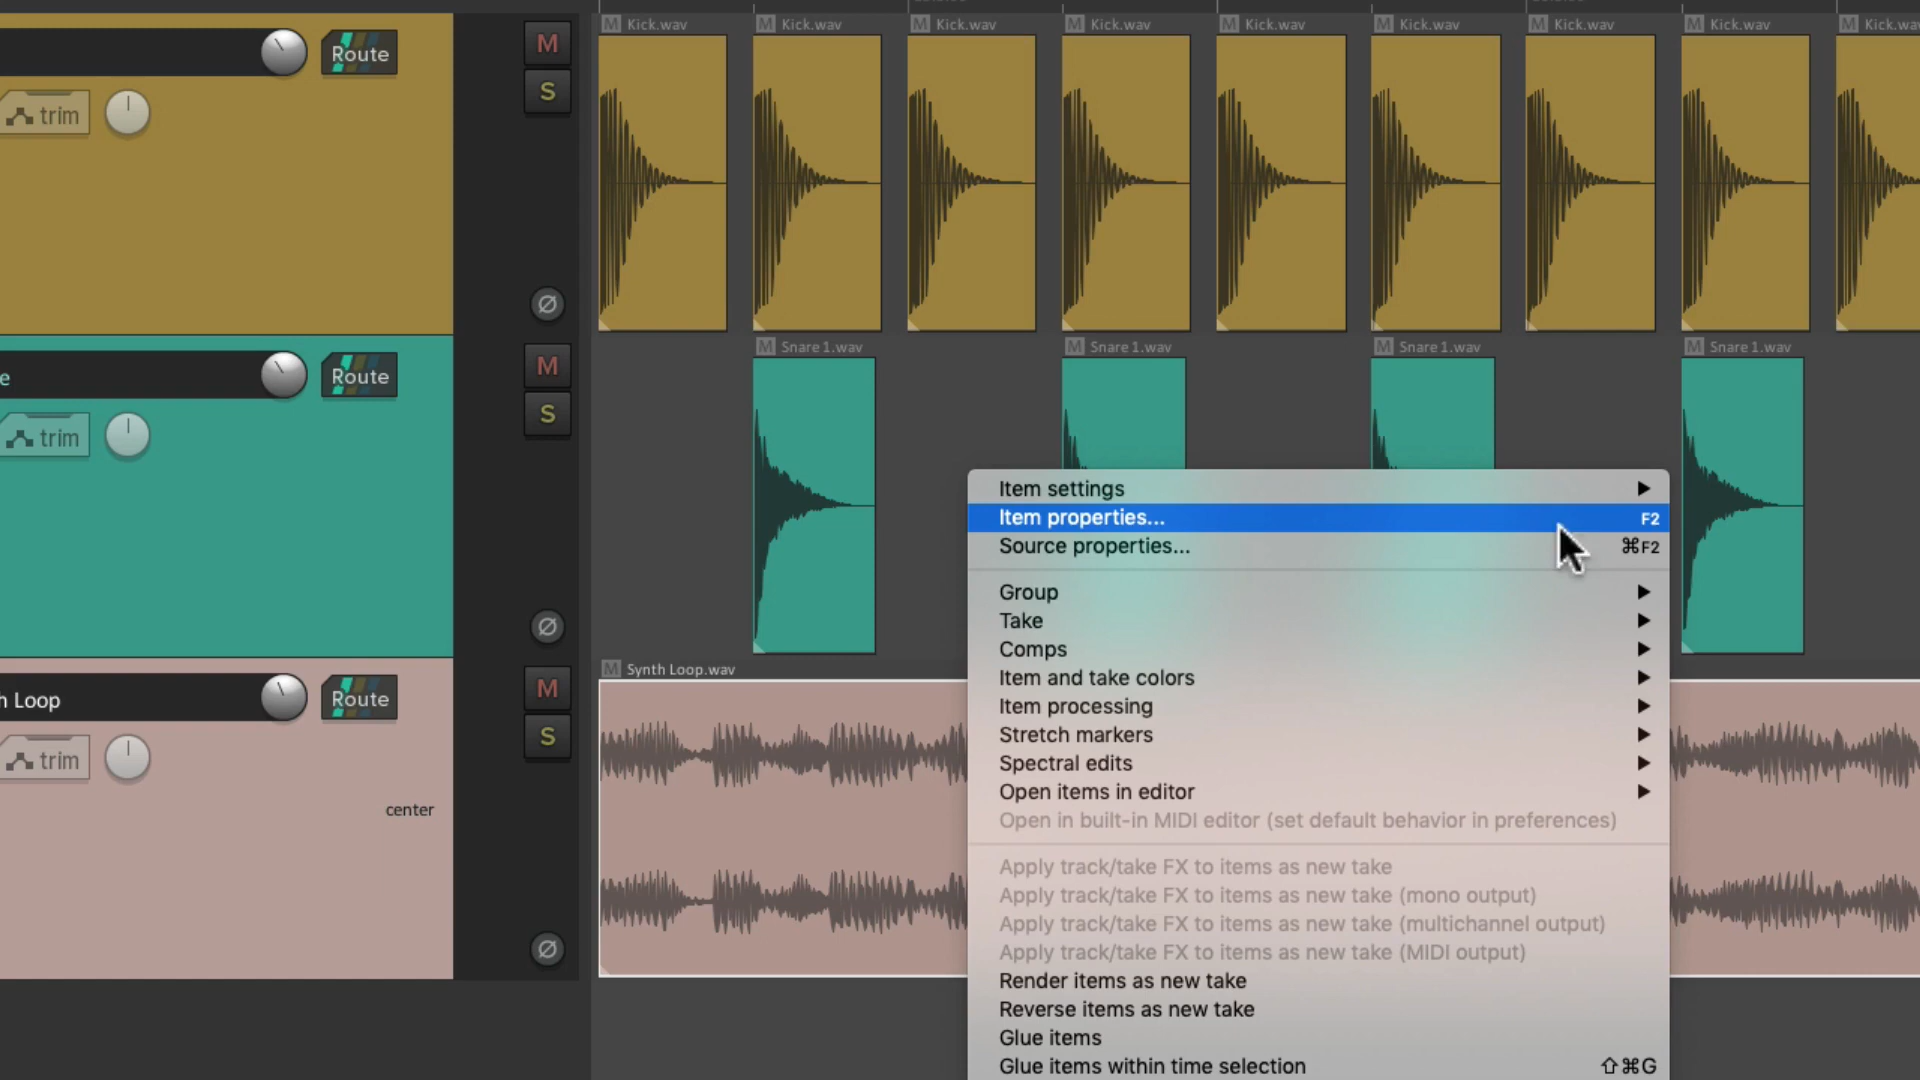 M Kick.wav M Kick.wav M Kick.wav M Kick.wav M Kick.wav M Kick.wav M Kick.wav M Kick.wav M Kick.wav
Route
M
S
trim
Ø
M Snare 1.wav M Snare 1.wav M Snare 1.wav M Snare 1.wav
e
Route
M
S
trim
Ø
M Synth Loop.wav
h Loop
Route
M
S
trim
center
Ø
Item settings
Item properties... F2
Source properties... ⌘F2
Group
Take
Comps
Item and take colors
Item processing
Stretch markers
Spectral edits
Open items in editor
Open in built-in MIDI editor (set default behavior in preferences)
Apply track/take FX to items as new take
Apply track/take FX to items as new take (mono output)
Apply track/take FX to items as new take (multichannel output)
Apply track/take FX to items as new take (MIDI output)
Render items as new take
Reverse items as new take
Glue items
Glue items within time selection ⇧⌘G